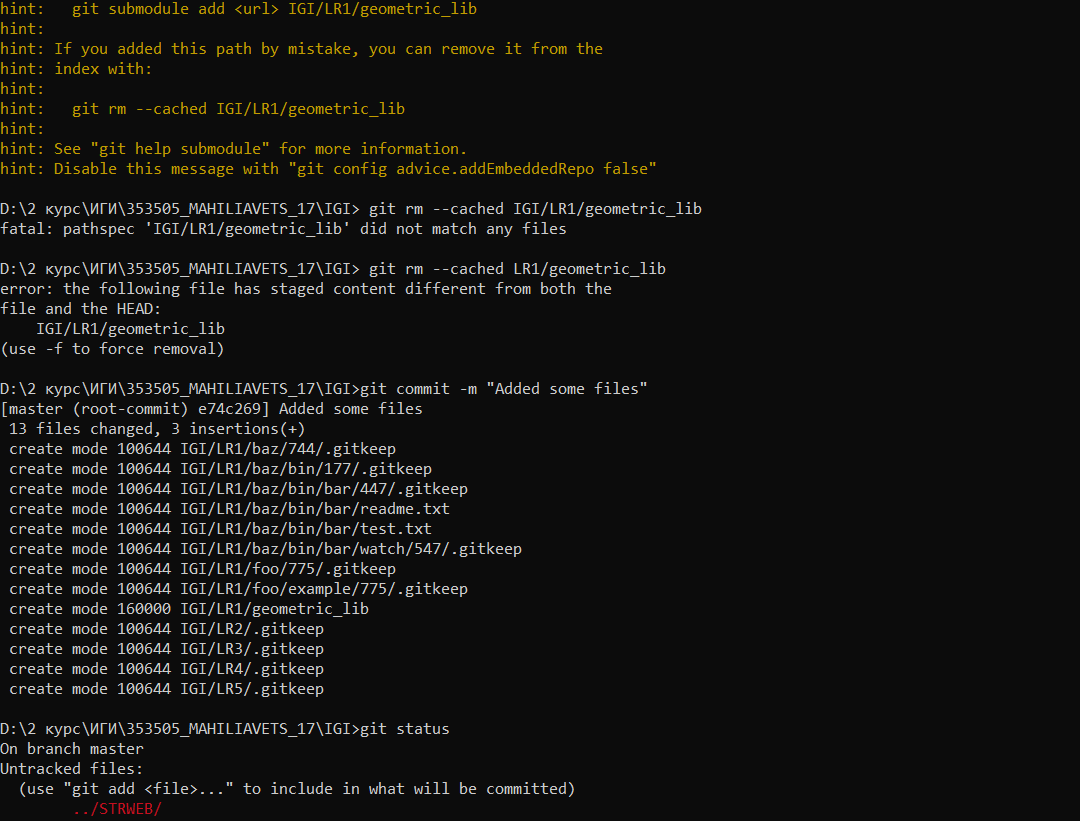 hint:   git submodule add <url> IGI/LR1/geometric_lib
hint:
hint: If you added this path by mistake, you can remove it from the
hint: index with:
hint:
hint:   git rm --cached IGI/LR1/geometric_lib
hint:
hint: See "git help submodule" for more information.
hint: Disable this message with "git config advice.addEmbeddedRepo false"

D:\2 курс\ИГИ\353505_MAHILIAVETS_17\IGI> git rm --cached IGI/LR1/geometric_lib
fatal: pathspec 'IGI/LR1/geometric_lib' did not match any files

D:\2 курс\ИГИ\353505_MAHILIAVETS_17\IGI> git rm --cached LR1/geometric_lib
error: the following file has staged content different from both the
file and the HEAD:
    IGI/LR1/geometric_lib
(use -f to force removal)

D:\2 курс\ИГИ\353505_MAHILIAVETS_17\IGI>git commit -m "Added some files"
[master (root-commit) e74c269] Added some files
 13 files changed, 3 insertions(+)
 create mode 100644 IGI/LR1/baz/744/.gitkeep
 create mode 100644 IGI/LR1/baz/bin/177/.gitkeep
 create mode 100644 IGI/LR1/baz/bin/bar/447/.gitkeep
 create mode 100644 IGI/LR1/baz/bin/bar/readme.txt
 create mode 100644 IGI/LR1/baz/bin/bar/test.txt
 create mode 100644 IGI/LR1/baz/bin/bar/watch/547/.gitkeep
 create mode 100644 IGI/LR1/foo/775/.gitkeep
 create mode 100644 IGI/LR1/foo/example/775/.gitkeep
 create mode 160000 IGI/LR1/geometric_lib
 create mode 100644 IGI/LR2/.gitkeep
 create mode 100644 IGI/LR3/.gitkeep
 create mode 100644 IGI/LR4/.gitkeep
 create mode 100644 IGI/LR5/.gitkeep

D:\2 курс\ИГИ\353505_MAHILIAVETS_17\IGI>git status
On branch master
Untracked files:
  (use "git add <file>..." to include in what will be committed)
        ../STRWEB/